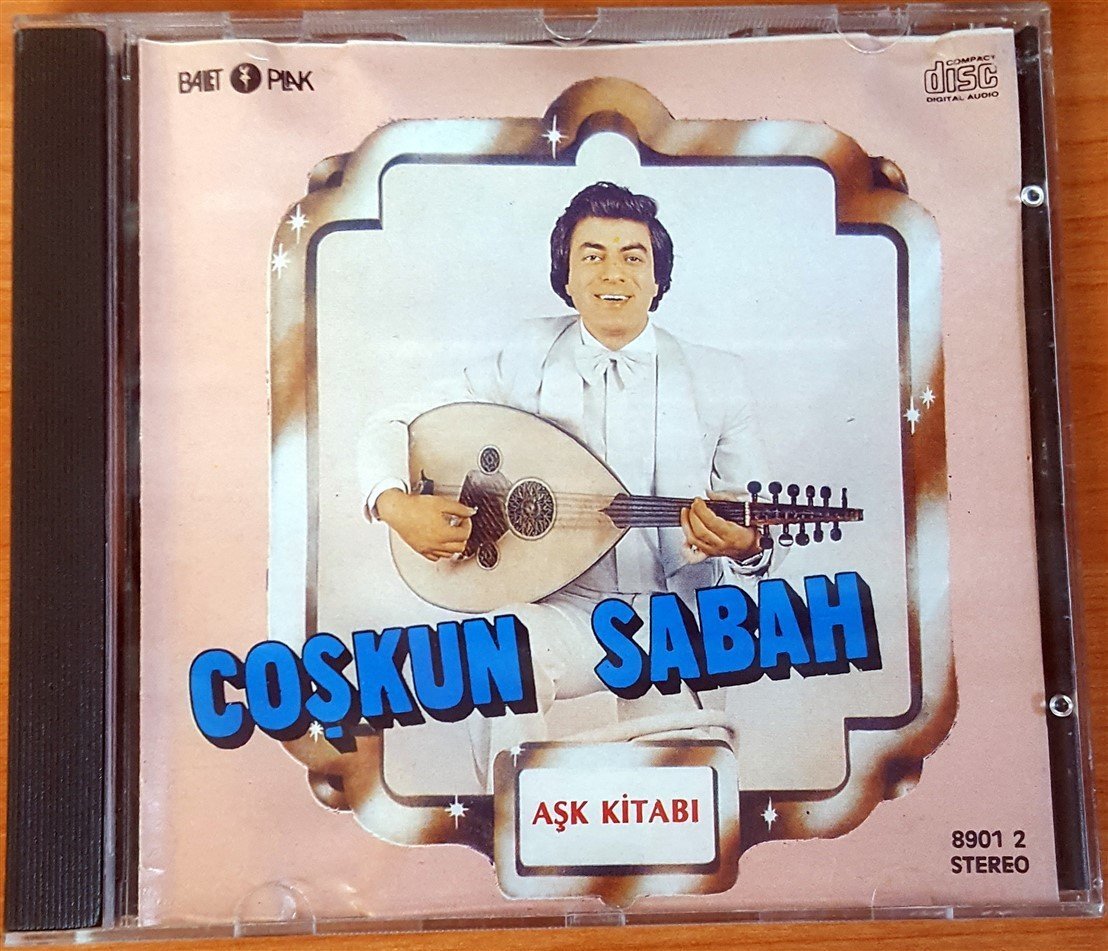 BALET PLAK
COMPACT
disc
DIGITAL AUDIO
COŞKUN SABAH
AŞK KİTABI
8901 2
STEREO